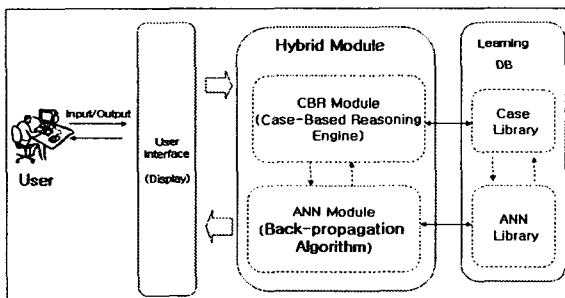 Input/Output
User
User
Interface
(Display)
Hybrid Module
CBR Module
(Case-Based Reasoning
Engine)
ANN Module
(Back-propagation
Algorithm)
Learning
DB
Case
Library
ANN
Library